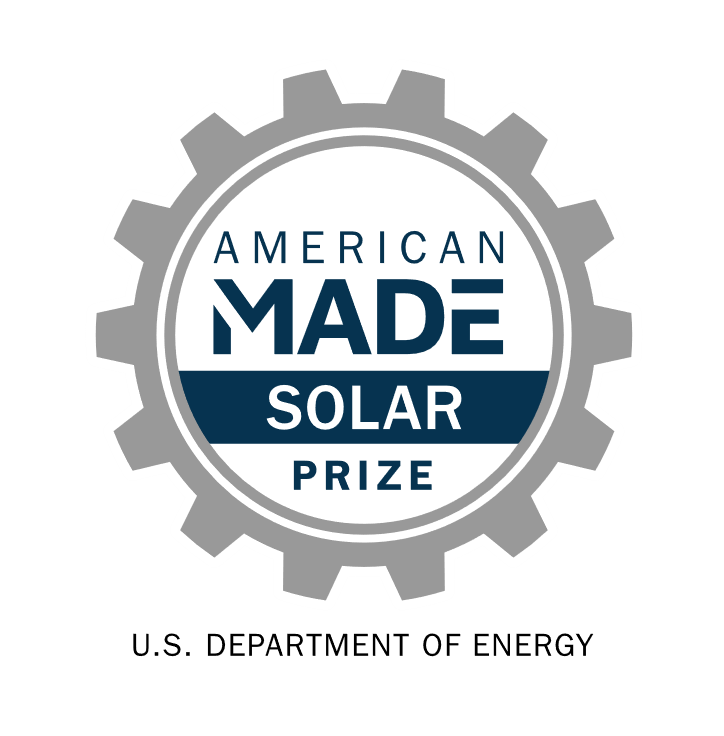 AMERICAN
MADE
SOLAR
PRIZE
U.S. DEPARTMENT OF ENERGY